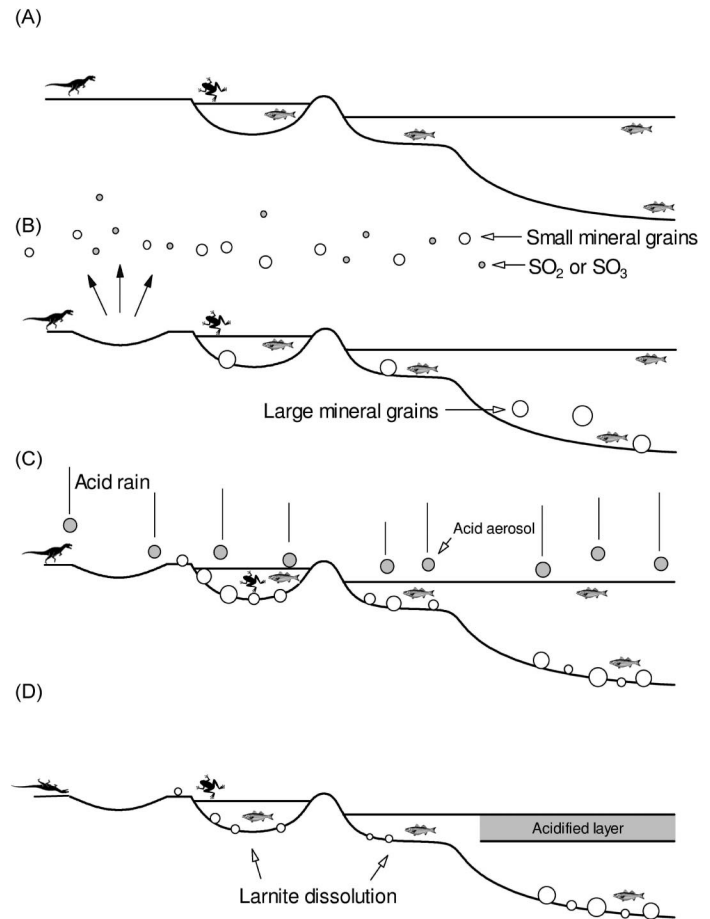 (A)
(B)
Small mineral grains
SO₂ or SO₃
Large mineral grains
(C)
Acid rain
Acid aerosol
(D)
Acidified layer
Larnite dissolution